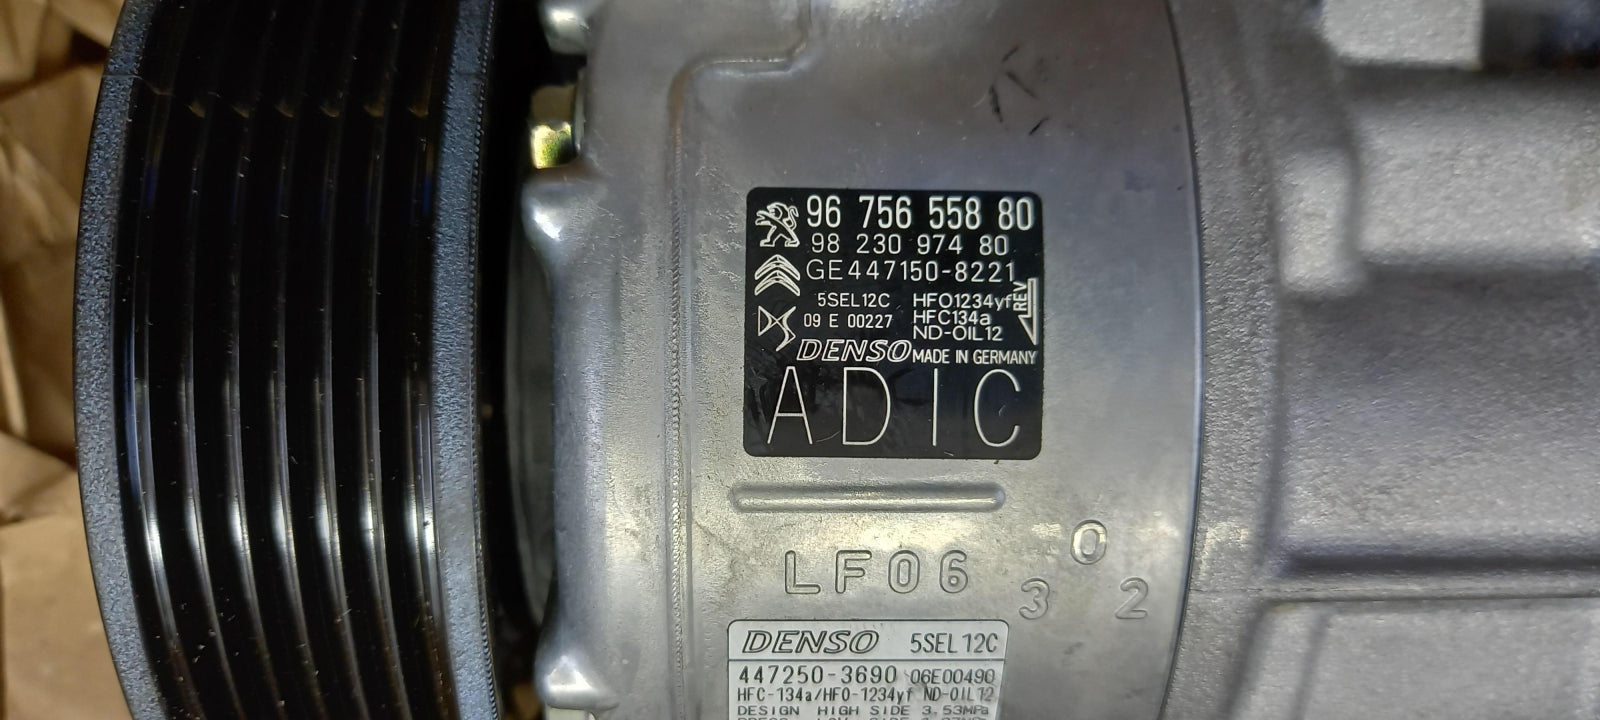 96 756 558 80
98 230 974 80
GE447150-8221
5SEL12C HFO1234yf
09 E 00227 HFC134a
ND-OIL12
REV
DENSO MADE IN GERMANY
ADIC
LF06
0
3 2
DENSO 5SEL12C
447250-3690 06E00490
HFC-134a/HFO-1234yf ND-OIL12
DESIGN HIGH SIDE 3.53MPa